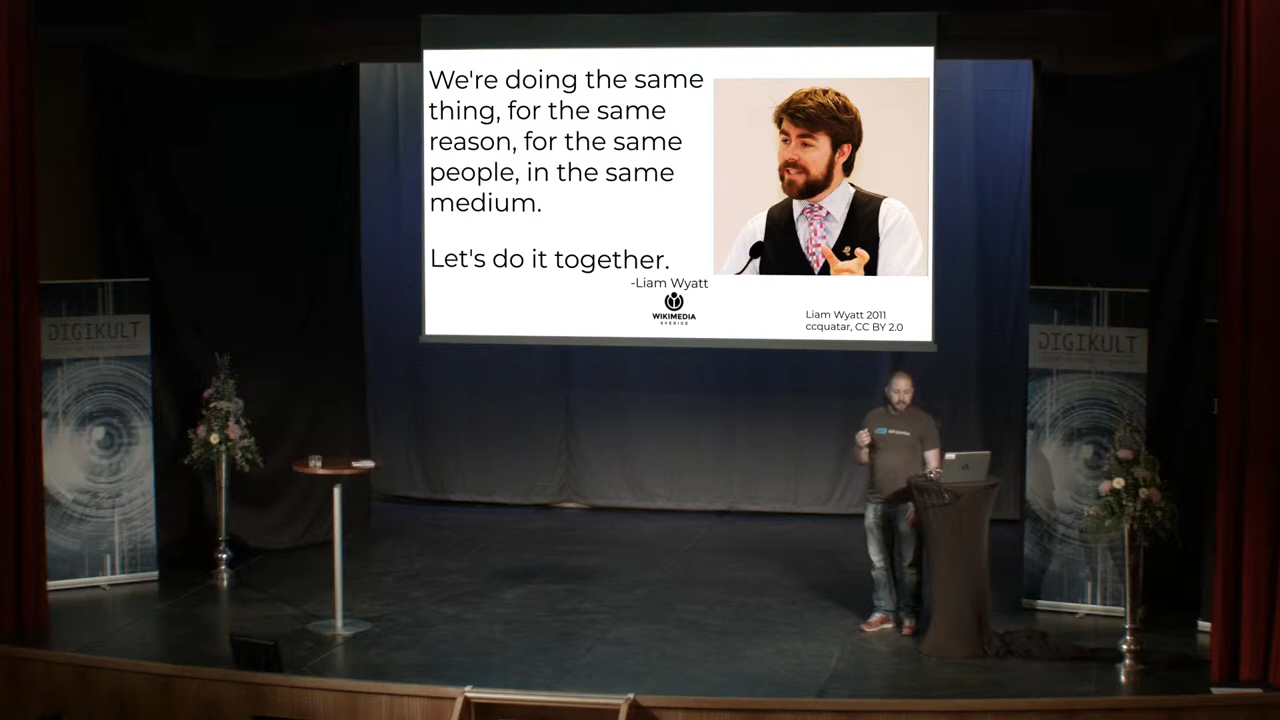 We're doing the same
thing, for the same
reason, for the same
people, in the same
medium.
Let's do it together.
-Liam Wyatt
WIKIMEDIA
SVERIGE
Liam Wyatt 2011
ccquatar, CC BY 2.0
DIGIKULT
DIGIKULT